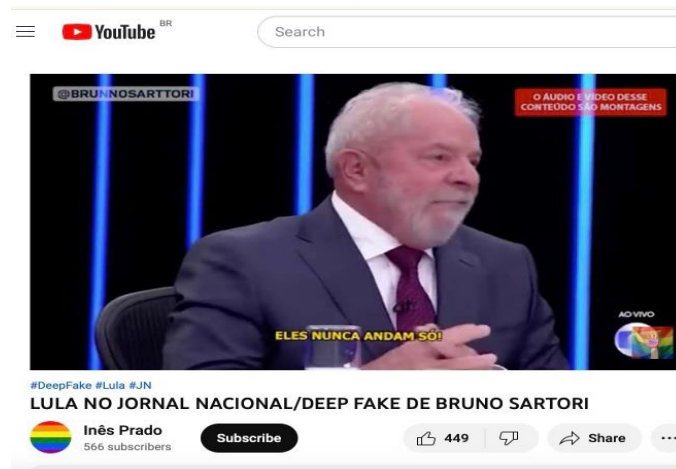 YouTube BR
Search
@BRUNNOSARTTORI
O ÁUDIO E VÍDEO DESSE
CONTEÚDO SÃO MONTAGENS
AO VIVO
ELES NUNCA ANDAM SÓ!
#DeepFake #Lula #JN
LULA NO JORNAL NACIONAL/DEEP FAKE DE BRUNO SARTORI
Inês Prado
566 subscribers
Subscribe
449
Share